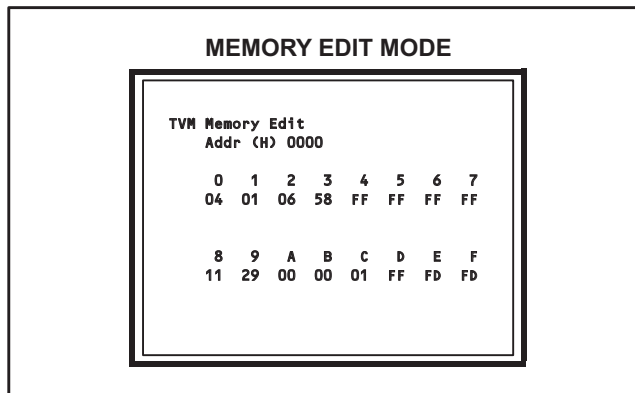 MEMORY EDIT MODE
TVM Memory Edit
Addr (H) 0000
0 1 2 3 4 5 6 7
04 01 06 58 FF FF FF FF
8 9 A B C D E F
11 29 00 00 01 FF FD FD